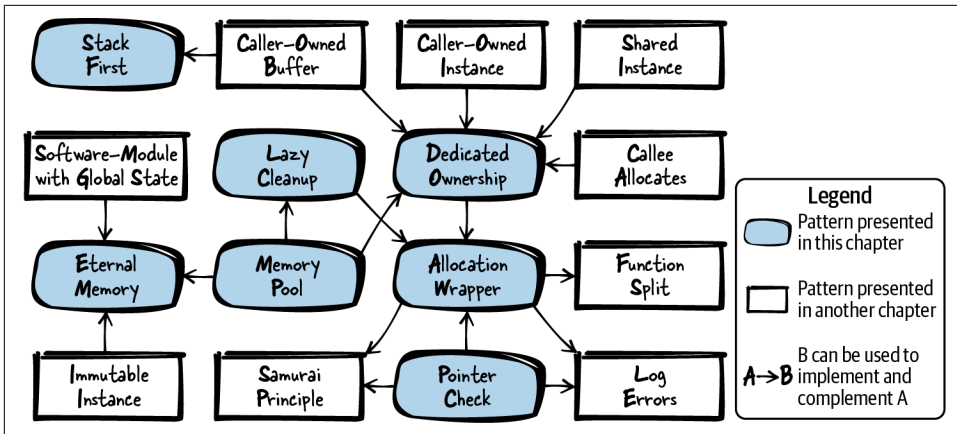 Stack
First
Caller-Owned
Buffer
Caller-Owned
Instance
Shared
Instance
Software-Module
with Global State
Lazy
Cleanup
Dedicated
Ownership
Callee
Allocates
Eternal
Memory
Memory
Pool
Allocation
Wrapper
Function
Split
Immutable
Instance
Samurai
Principle
Pointer
Check
Log
Errors
Legend
Pattern presented
in this chapter
Pattern presented
in another chapter
A→B
B can be used to
implement and
complement A